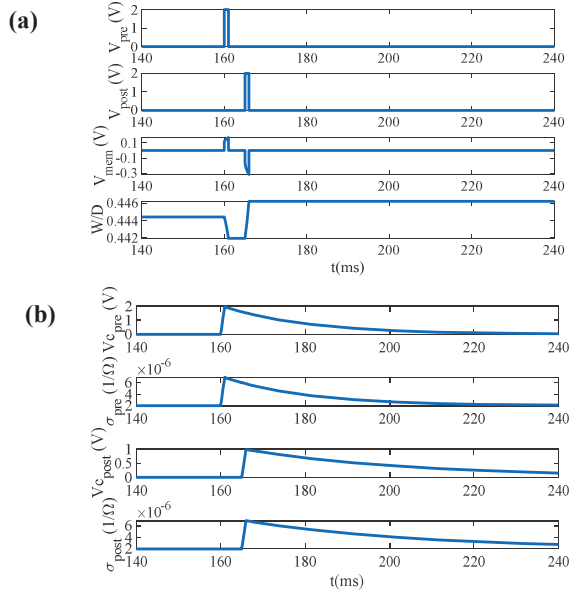 (a)
V_pre (V)
2
1
0
140 160 180 200 220 240
V_post (V)
2
1
0
140 160 180 200 220 240
V_mem (V)
0.1
-0.1
-0.3
140 160 180 200 220 240
W/D
0.446
0.444
0.442
140 160 180 200 220 240
t(ms)
(b)
Vc_pre (V)
2
1
0
140 160 180 200 220 240
×10^-6
σ_pre (1/Ω)
6
4
2
140 160 180 200 220 240
Vc_post (V)
1
0.5
0
140 160 180 200 220 240
×10^-6
σ_post (1/Ω)
6
4
2
140 160 180 200 220 240
t(ms)